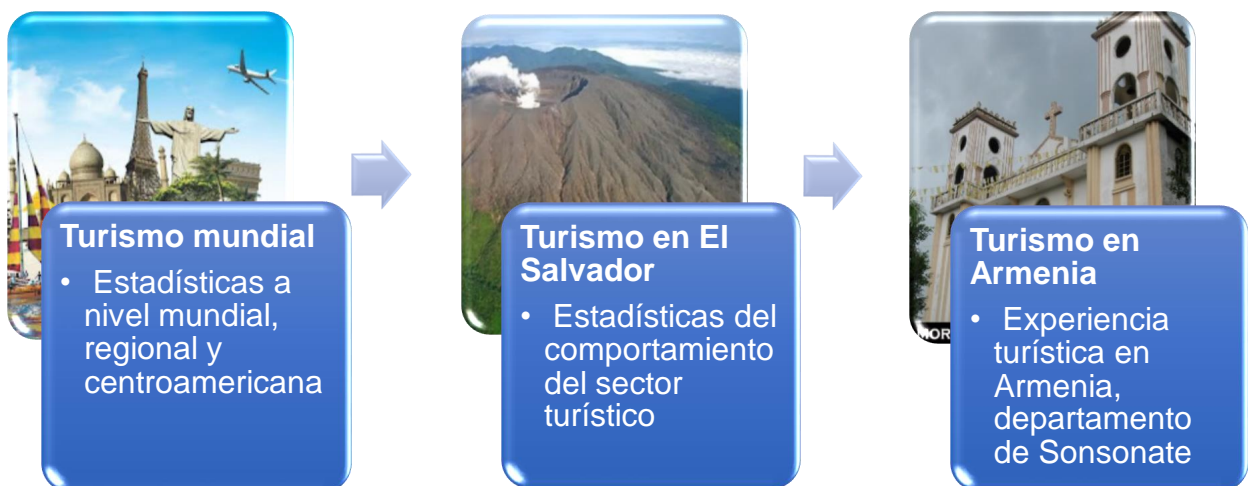 Turismo mundial
• Estadísticas a
nivel mundial,
regional y
centroamericana
Turismo en El
Salvador
• Estadísticas del
comportamiento
del sector
turístico
Turismo en
Armenia
• Experiencia
turística en
Armenia,
departamento
de Sonsonate